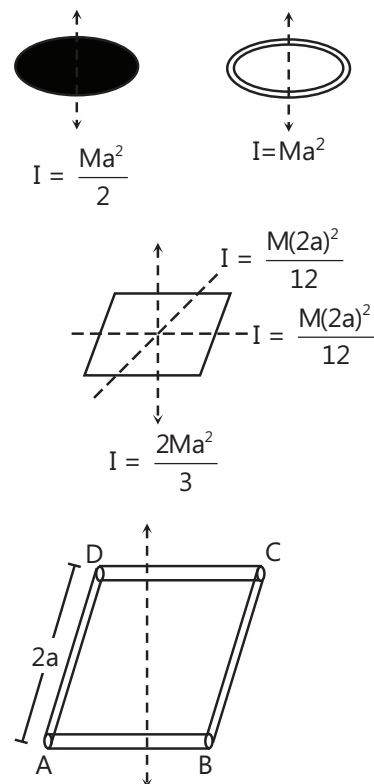 I = Ma²/2
I=Ma²
I = M(2a)²/12
I = M(2a)²/12
I = 2Ma²/3
D C
2a
A B